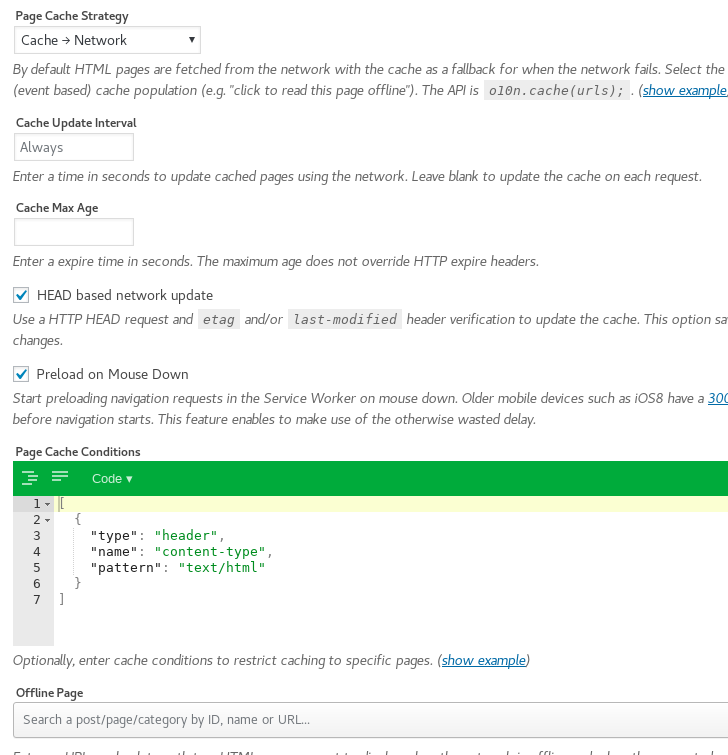 Page Cache Strategy
Cache → Network
By default HTML pages are fetched from the network with the cache as a fallback for when the network fails. Select the
(event based) cache population (e.g. "click to read this page offline"). The API is o10n.cache(urls); . (show example
Cache Update Interval
Always
Enter a time in seconds to update cached pages using the network. Leave blank to update the cache on each request.
Cache Max Age
Enter a expire time in seconds. The maximum age does not override HTTP expire headers.
HEAD based network update
Use a HTTP HEAD request and etag and/or last-modified header verification to update the cache. This option
changes.
Preload on Mouse Down
Start preloading navigation requests in the Service Worker on mouse down. Older mobile devices such as iOS8 have a 300
before navigation starts. This feature enables to make use of the otherwise wasted delay.
Page Cache Conditions
Code ▾
1 [
2 {
3 "type": "header",
4 "name": "content-type",
5 "pattern": "text/html"
6 }
7 ]
Optionally, enter cache conditions to restrict caching to specific pages. (show example)
Offline Page
Search a post/page/category by ID, name or URL...